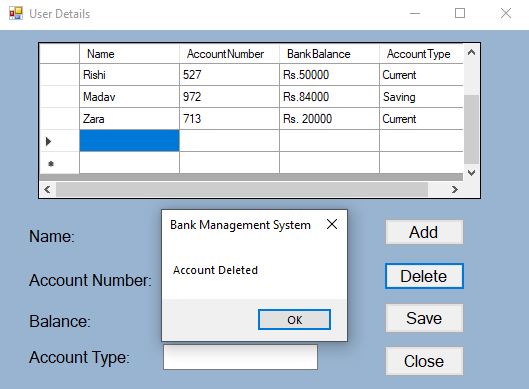 User Details
Name AccountNumber BankBalance AccountType
Rishi 527 Rs.50000 Current
Madav 972 Rs.84000 Saving
Zara 713 Rs. 20000 Current
Bank Management System
Account Deleted
OK
Name:
Account Number:
Balance:
Account Type:
Add
Delete
Save
Close